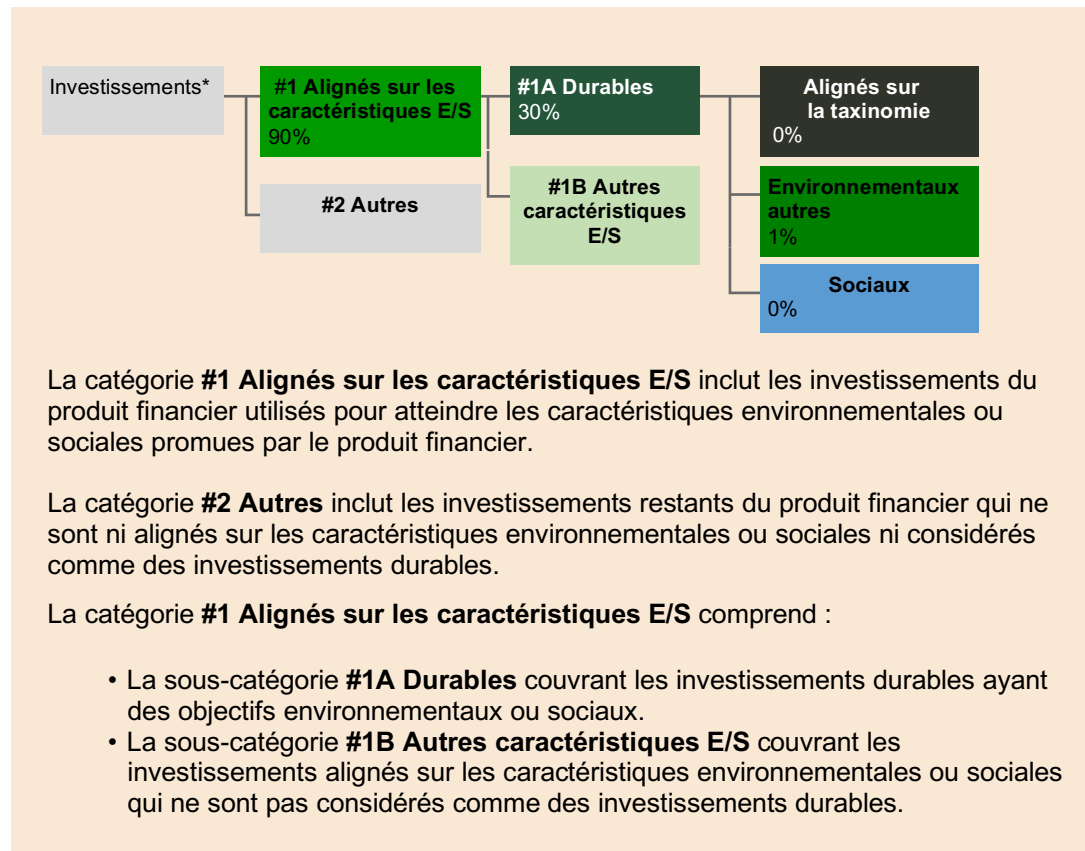 Investissements*
#1 Alignés sur les
caractéristiques E/S
90%
#2 Autres
#1A Durables
30%
#1B Autres
caractéristiques
E/S
Alignés sur
la taxinomie
0%
Environnementaux
autres
1%
Sociaux
0%
La catégorie #1 Alignés sur les caractéristiques E/S inclut les investissements du
produit financier utilisés pour atteindre les caractéristiques environnementales ou
sociales promues par le produit financier.
La catégorie #2 Autres inclut les investissements restants du produit financier qui ne
sont ni alignés sur les caractéristiques environnementales ou sociales ni considérés
comme des investissements durables.
La catégorie #1 Alignés sur les caractéristiques E/S comprend :
• La sous-catégorie #1A Durables couvrant les investissements durables ayant
des objectifs environnementaux ou sociaux.
• La sous-catégorie #1B Autres caractéristiques E/S couvrant les
investissements alignés sur les caractéristiques environnementales ou sociales
qui ne sont pas considérés comme des investissements durables.